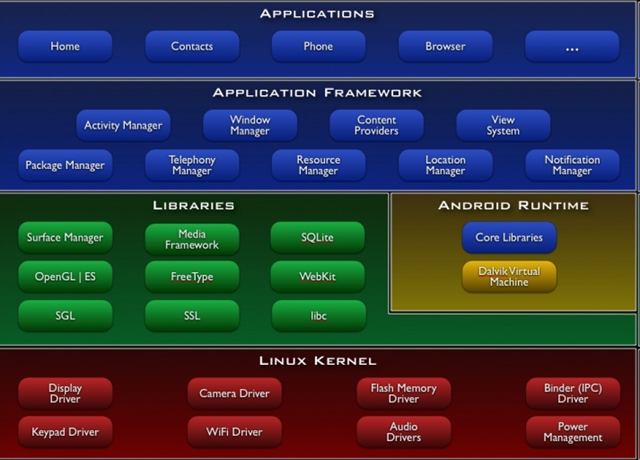 APPLICATIONS
Home
Contacts
Phone
Browser
...
APPLICATION FRAMEWORK
Activity Manager
Window
Manager
Content
Providers
View
System
Package Manager
Telephony
Manager
Resource
Manager
Location
Manager
Notification
Manager
LIBRARIES
Surface Manager
Media
Framework
SQLite
OpenGL | ES
FreeType
WebKit
SGL
SSL
libc
ANDROID RUNTIME
Core Libraries
Dalvik Virtual
Machine
LINUX KERNEL
Display
Driver
Camera Driver
Flash Memory
Driver
Binder (IPC)
Driver
Keypad Driver
WiFi Driver
Audio
Drivers
Power
Management